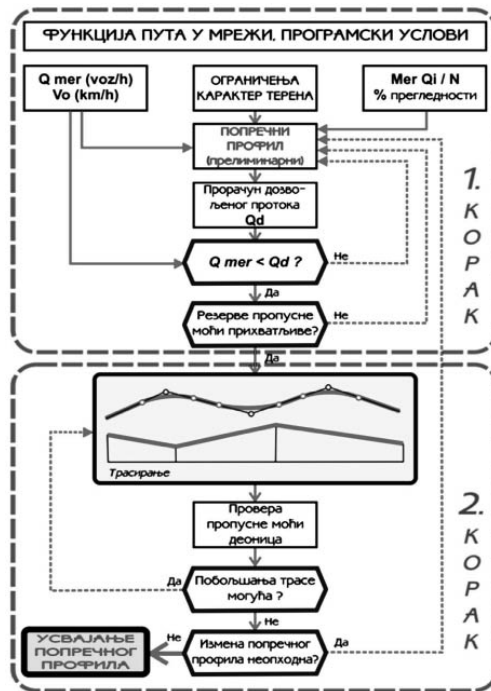 ФУНКЦИЈА ПУТА У МРЕЖИ, ПРОГРАМСКИ УСЛОВИ
Q mer (voz/h)
Vo (km/h)
ОГРАНИЧЕЊА
КАРАКТЕР ТЕРЕНА
Mer Qi / N
% прегледности
ПОПРЕЧНИ
ПРОФИЛ
(прелиминарни)
Прорачун дозво-
љеног протока
Qd
Q mer < Qd ?
Не
Да
Резерве пропусне
моћи прихватљиве?
Не
Да
1. КОРАК
Трасирање
Провера
пропусне моћи
деоница
Да
Побољшања трасе
могућа ?
Не
Измена попречног
профила неопходна?
Не
Да
УСВАЈАЊЕ
ПОПРЕЧНОГ
ПРОФИЛА
2. КОРАК